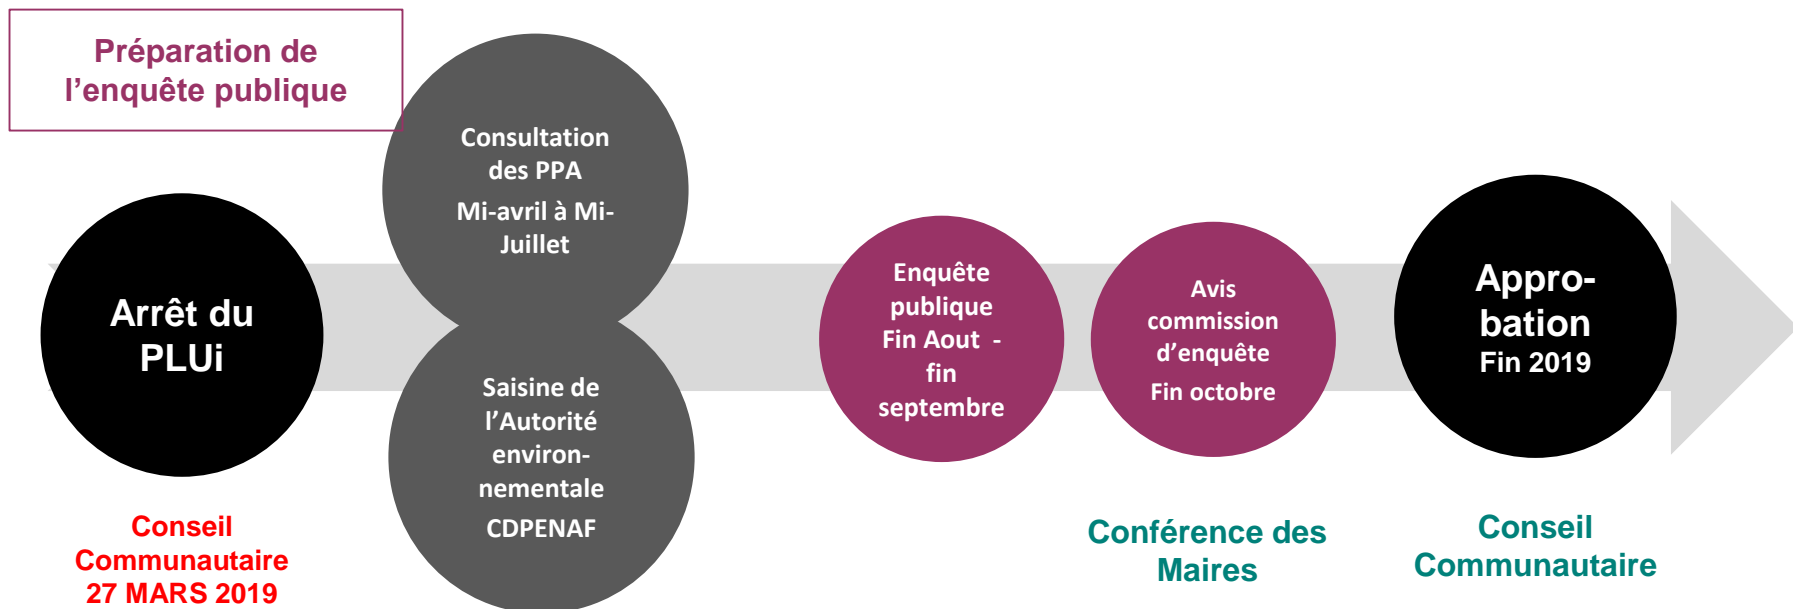 Préparation de
l’enquête publique
Arrêt du
PLUi
Conseil
Communautaire
27 MARS 2019
Consultation
des PPA
Mi-avril à Mi-
Juillet
Saisine de
l’Autorité
environ-
nementale
CDPENAF
Enquête
publique
Fin Aout -
fin
septembre
Avis
commission
d’enquête
Fin octobre
Conférence des
Maires
Appro-
bation
Fin 2019
Conseil
Communautaire